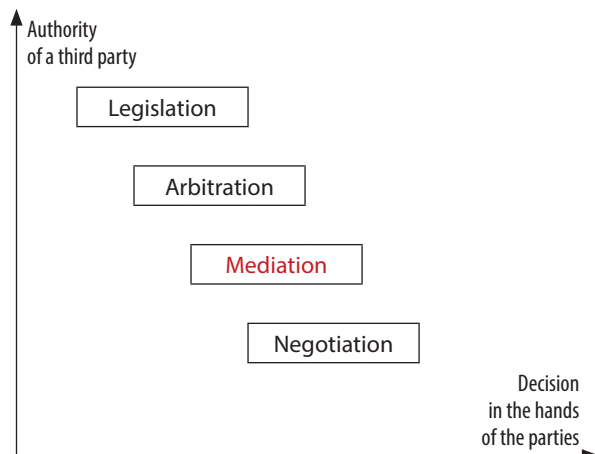 Authority
of a third party
Legislation
Arbitration
Mediation
Negotiation
Decision
in the hands
of the parties